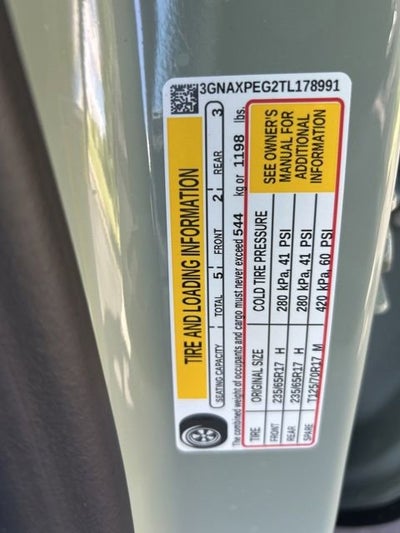 3GNAXPEG2TL178991
TIRE AND LOADING INFORMATION
SEATING CAPACITY TOTAL 5 FRONT 2 REAR 3
The combined weight of occupants and cargo must never exceed 544 kg or 1198 lbs.
TIRE ORIGINAL SIZE COLD TIRE PRESSURE
FRONT 235/65R17 H 280 kPa, 41 PSI
REAR 235/65R17 H 280 kPa, 41 PSI
SPARE T125/70R17 M 420 kPa, 60 PSI
SEE OWNER'S
MANUAL FOR
ADDITIONAL
INFORMATION